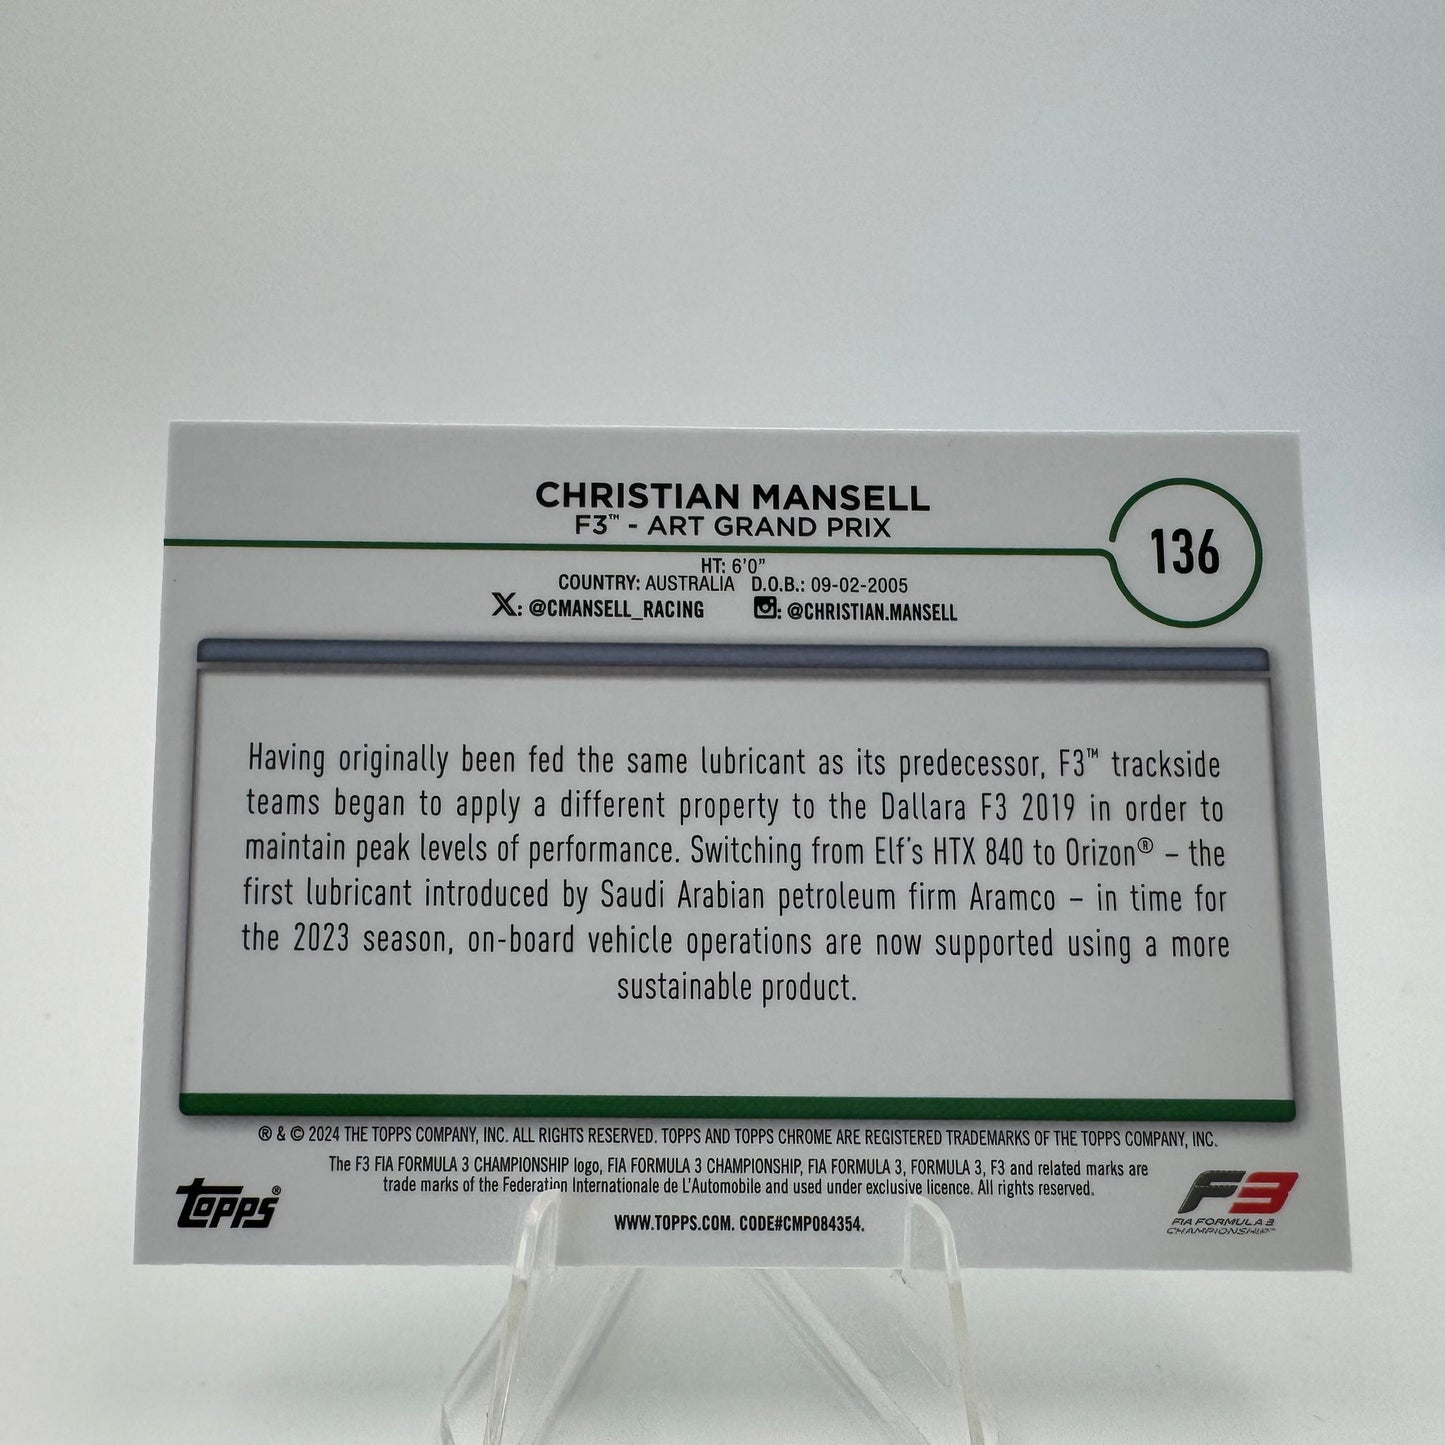 CHRISTIAN MANSELL
F3™ - ART GRAND PRIX
136
HT: 6'0"
COUNTRY: AUSTRALIA D.O.B.: 09-02-2005
X: @CMANSELL_RACING : @CHRISTIAN.MANSELL
Having originally been fed the same lubricant as its predecessor, F3™ trackside
teams began to apply a different property to the Dallara F3 2019 in order to
maintain peak levels of performance. Switching from Elf's HTX 840 to Orizon® – the
first lubricant introduced by Saudi Arabian petroleum firm Aramco – in time for
the 2023 season, on-board vehicle operations are now supported using a more
sustainable product.
® & © 2024 THE TOPPS COMPANY, INC. ALL RIGHTS RESERVED. TOPPS AND TOPPS CHROME ARE REGISTERED TRADEMARKS OF THE TOPPS COMPANY, INC.
The F3 FIA FORMULA 3 CHAMPIONSHIP logo, FIA FORMULA 3 CHAMPIONSHIP, FIA FORMULA 3, FORMULA 3, F3 and related marks are
trade marks of the Federation Internationale de L'Automobile and used under exclusive licence. All rights reserved.
WWW.TOPPS.COM. CODE#CMP084354.
Topps®
F3
FIA FORMULA 3
CHAMPIONSHIP™